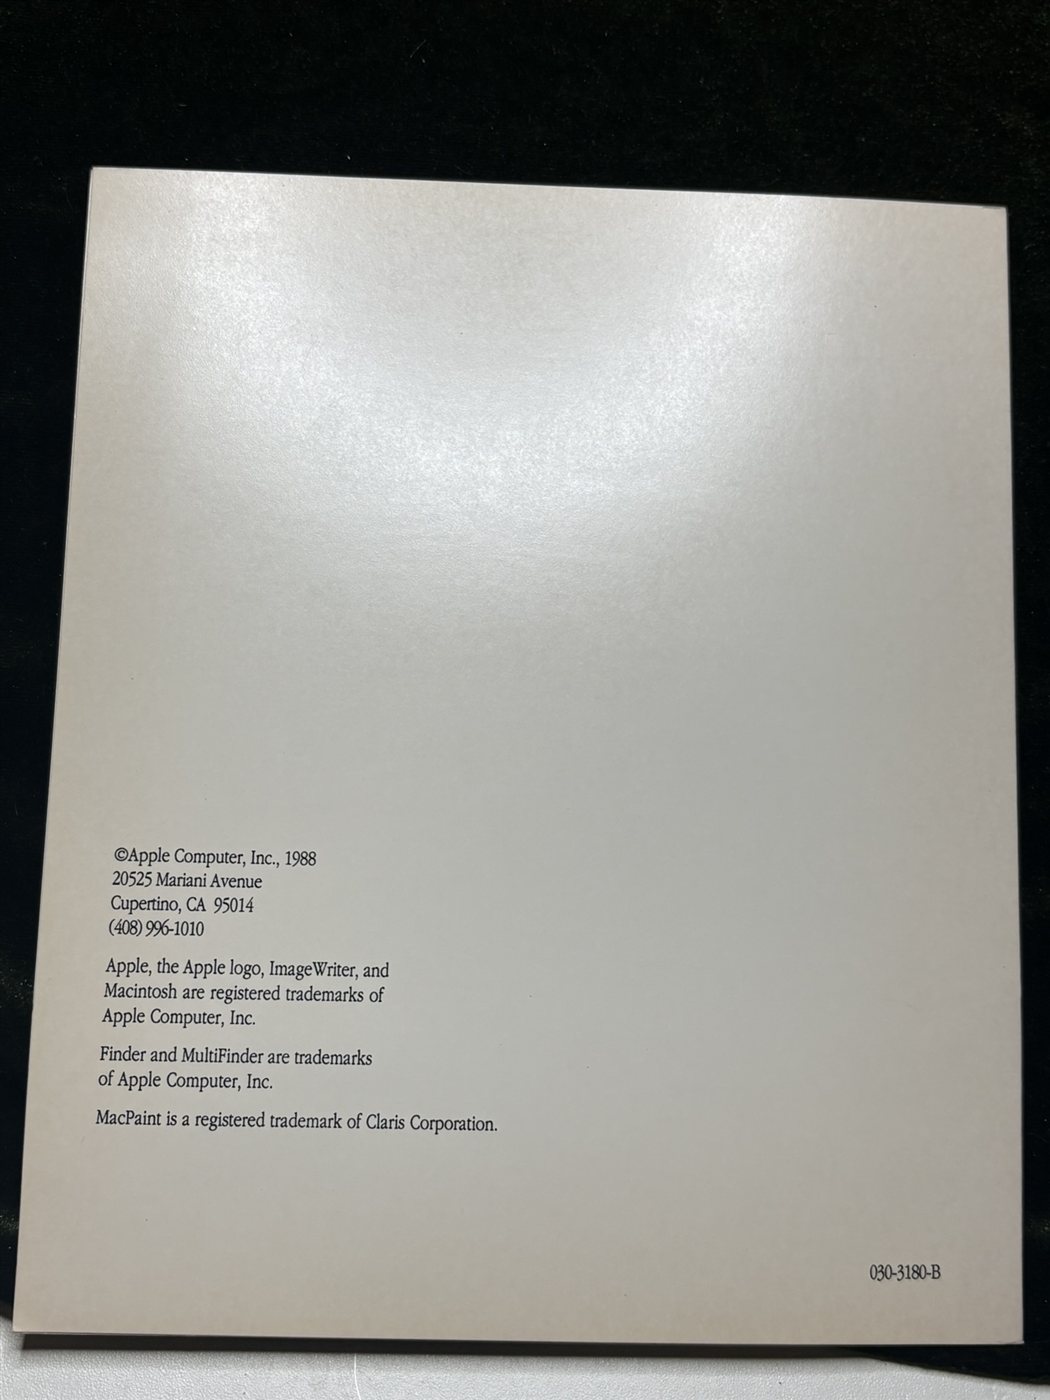 ©Apple Computer, Inc., 1988
20525 Mariani Avenue
Cupertino, CA 95014
(408) 996-1010
Apple, the Apple logo, ImageWriter, and
Macintosh are registered trademarks of
Apple Computer, Inc.
Finder and MultiFinder are trademarks
of Apple Computer, Inc.
MacPaint is a registered trademark of Claris Corporation.
030-3180-B